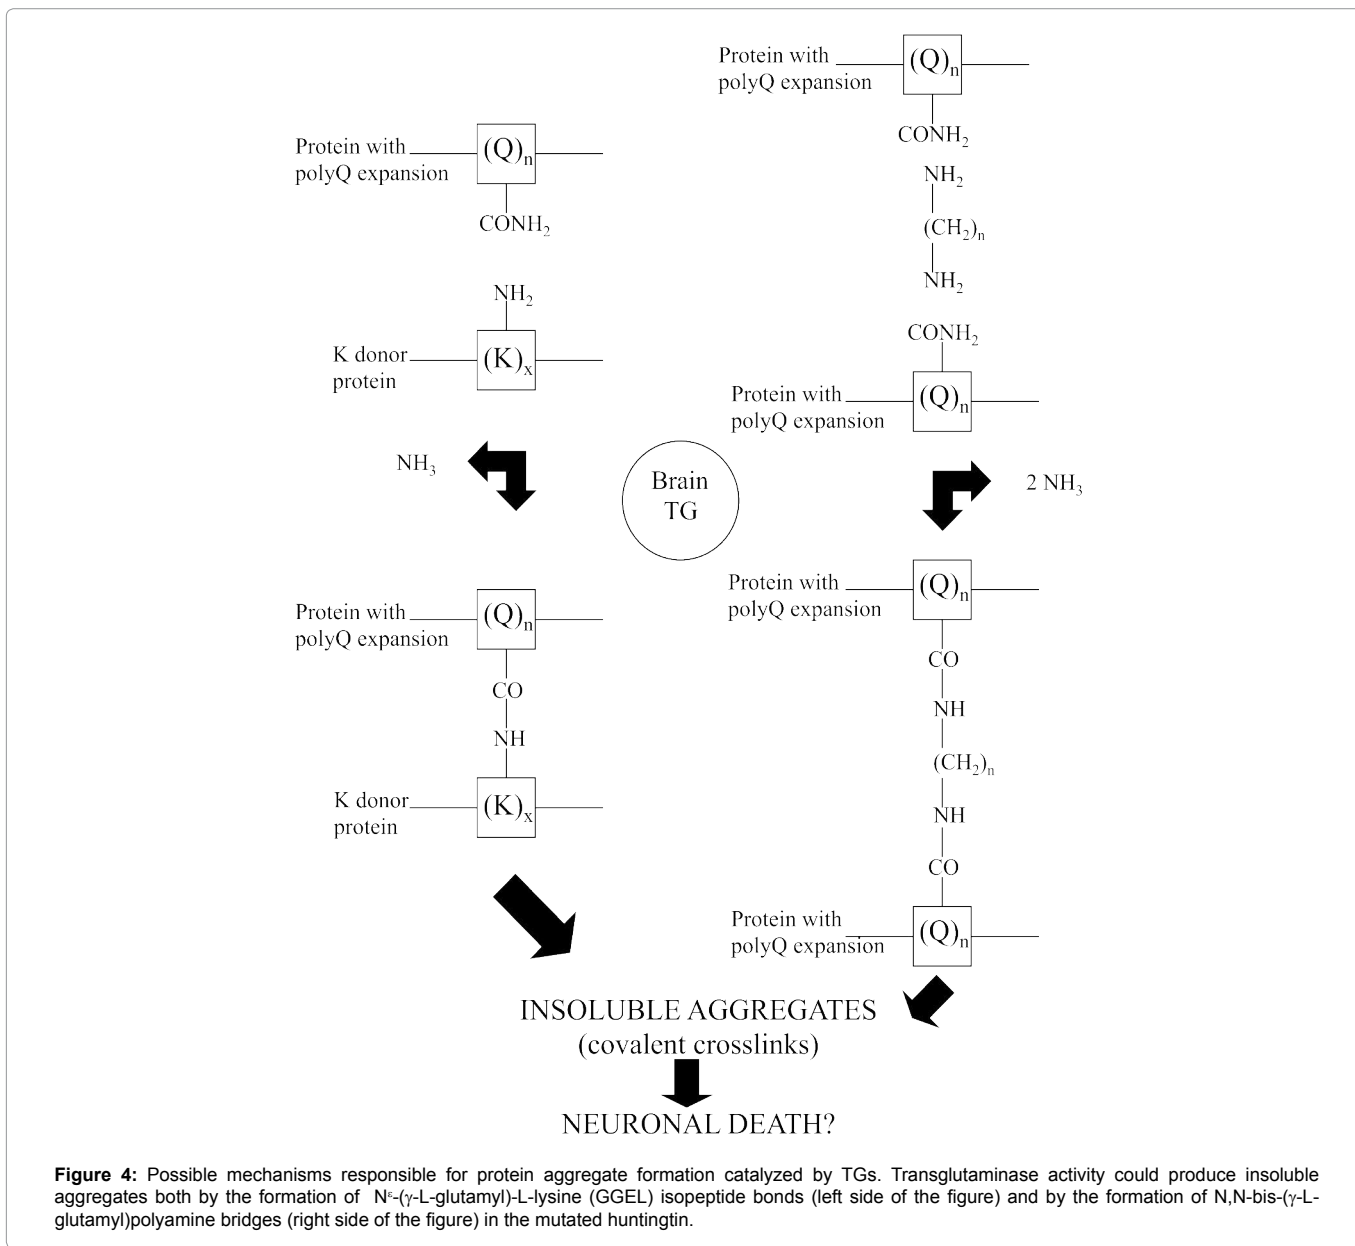 Protein with
polyQ expansion
(Q)n
CONH2
NH2
K donor
protein
(K)x
NH3
Protein with
polyQ expansion
(Q)n
CO
NH
K donor
protein
(K)x
Brain
TG
Protein with
polyQ expansion
(Q)n
CONH2
NH2
(CH2)n
NH2
CONH2
Protein with
polyQ expansion
(Q)n
2 NH3
Protein with
polyQ expansion
(Q)n
CO
NH
(CH2)n
NH
CO
Protein with
polyQ expansion
(Q)n
INSOLUBLE AGGREGATES
(covalent crosslinks)
NEURONAL DEATH?
Figure 4: Possible mechanisms responsible for protein aggregate formation catalyzed by TGs. Transglutaminase activity could produce insoluble
aggregates both by the formation of Nε-(γ-L-glutamyl)-L-lysine (GGEL) isopeptide bonds (left side of the figure) and by the formation of N,N-bis-(γ-L-
glutamyl)polyamine bridges (right side of the figure) in the mutated huntingtin.